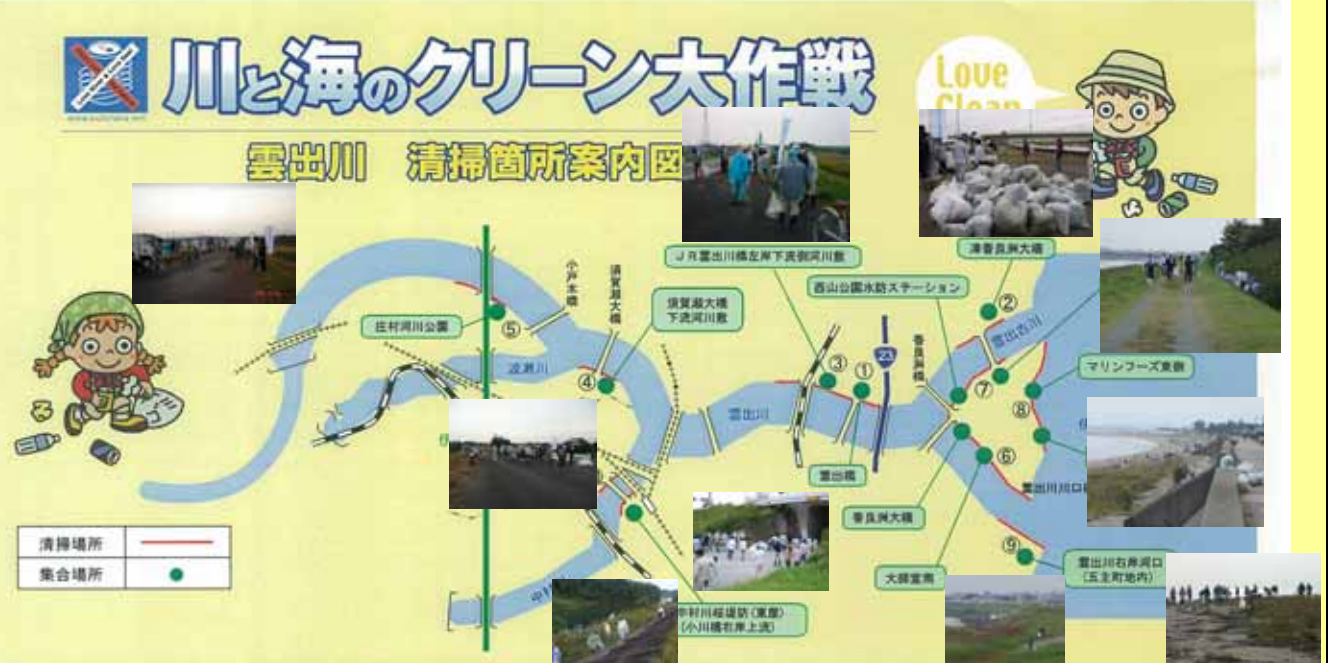 川と海のクリーン大作戦
Love
Clean
雲出川 清掃箇所案内図
JR雲出川橋左岸下流側河川敷
津香良洲大橋
西山公園水防ステーション
小戸木橋
須賀瀬大橋
須賀瀬大橋
下流河川敷
庄村河川公園
⑤
②
雲出古川
香良洲橋
23
③
①
波瀬川
④
⑦
マリンフーズ東側
⑧
雲出川
雲出橋
⑥
雲出川川口
香良洲大橋
⑨
大師堂南
雲出川右岸河口
(五主町地内)
清掃場所
集合場所
中村川桜堤防(東屋)
(小川橋右岸上流)